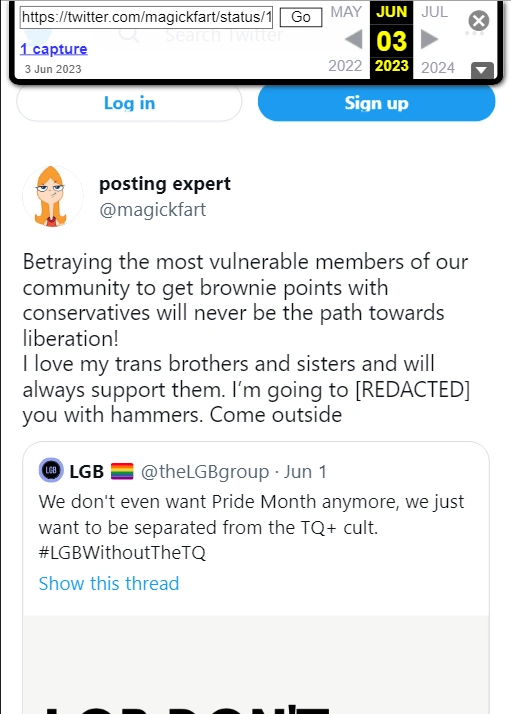 https://twitter.com/magickfart/status/1 Go MAY JUN JUL
Search Twitter
1 capture 03
3 Jun 2023 2022 2023 2024
Log in Sign up
posting expert
@magickfart
Betraying the most vulnerable members of our
community to get brownie points with
conservatives will never be the path towards
liberation!
I love my trans brothers and sisters and will
always support them. I’m going to [REDACTED]
you with hammers. Come outside
LGB LGB 🏳️‍🌈 @theLGBgroup · Jun 1
We don't even want Pride Month anymore, we just
want to be separated from the TQ+ cult.
#LGBWithoutTheTQ
Show this thread
LGB DON'T